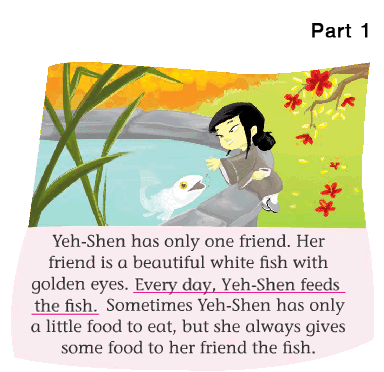 Part 1
Yeh-Shen has only one friend. Her
friend is a beautiful white fish with
golden eyes. Every day, Yeh-Shen feeds
the fish. Sometimes Yeh-Shen has only
a little food to eat, but she always gives
some food to her friend the fish.